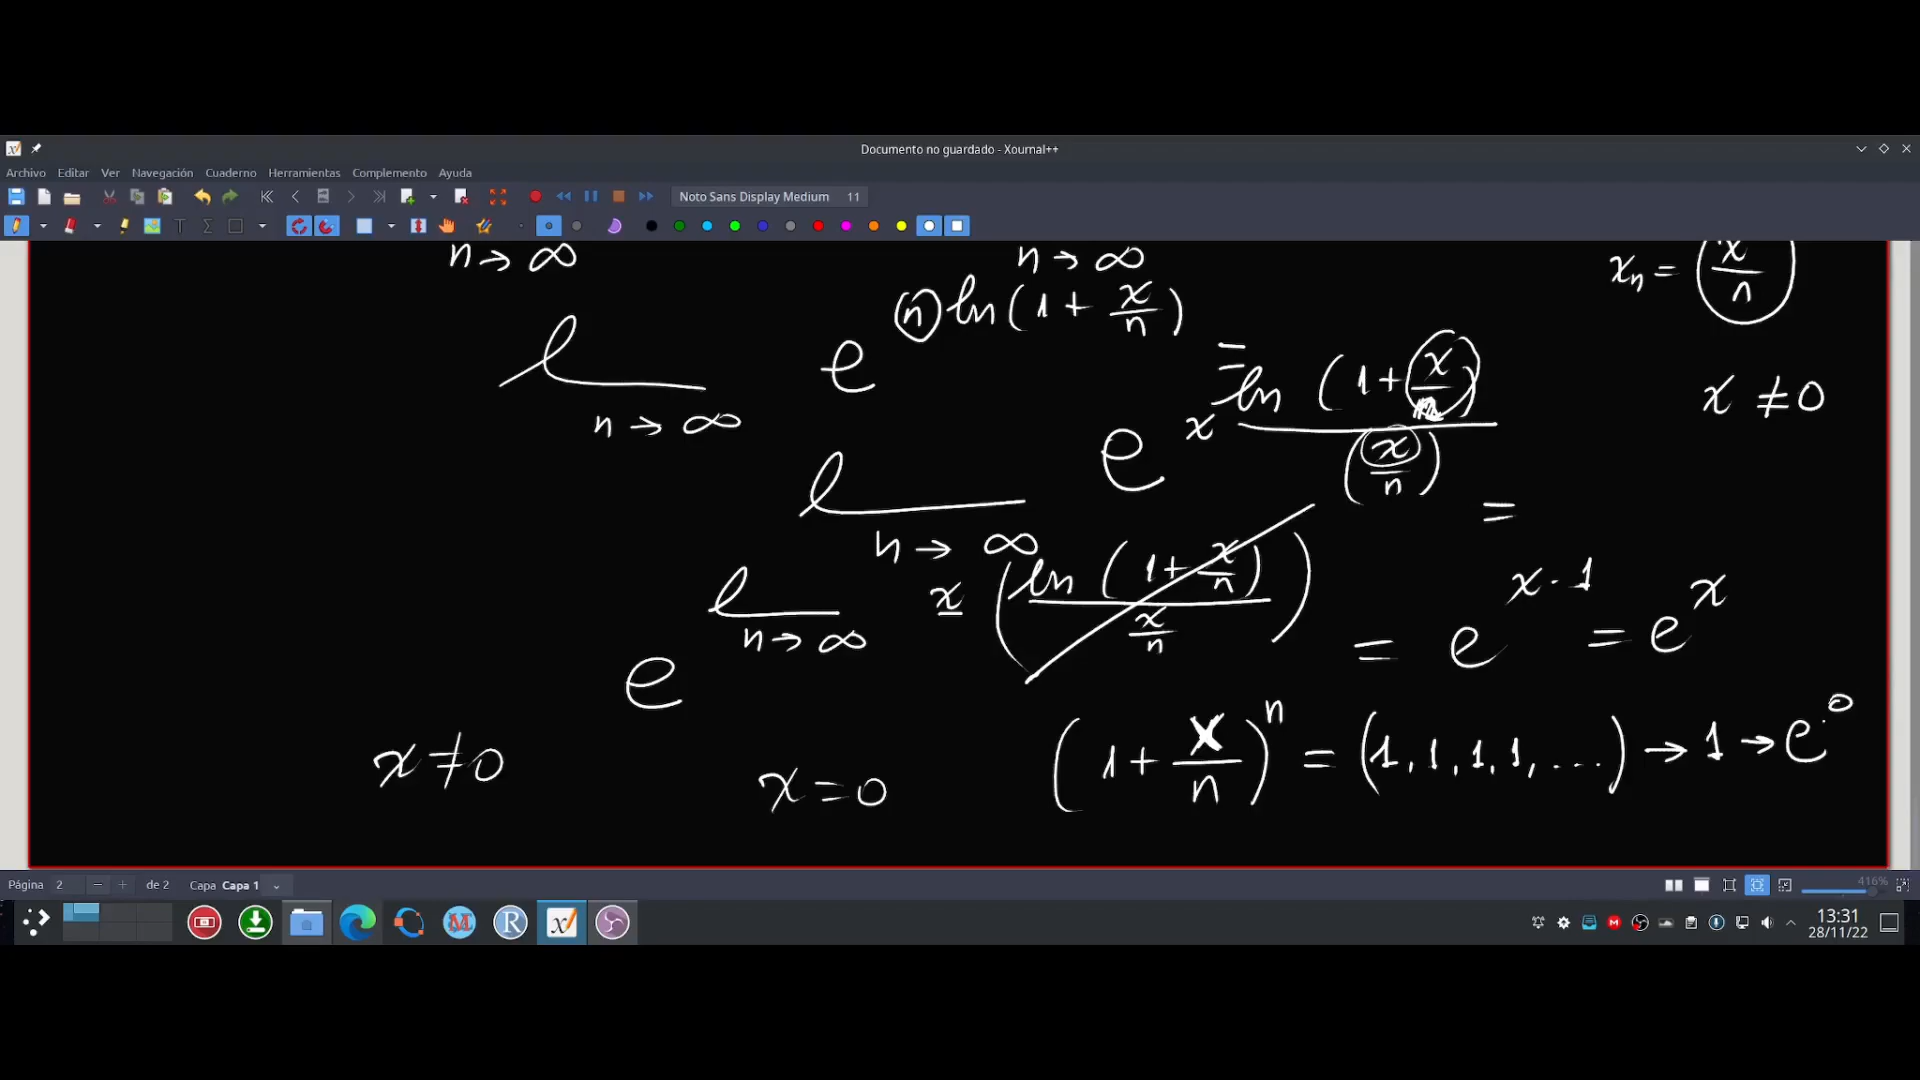 Documento no guardado - Xournal++
Archivo Editar Ver Navegación Cuaderno Herramientas Complemento Ayuda
Noto Sans Display Medium 11
n → ∞ n → ∞ xₙ = (x/n)
l n → ∞ e^{n ln(1 + x/n)} =
x ≠ 0
l n → ∞ e^{x ln(1 + x/n)/(x/n)} =
e^{l n → ∞ x (ln(1 + x/n)/(x/n))} = e^{x · 1} = e^x
x ≠ 0 x = 0 (1 + x/n)^n = (1, 1, 1, 1, ...) → 1 → e^0
Página 2 de 2 Capa Capa 1 416%
13:31
28/11/22